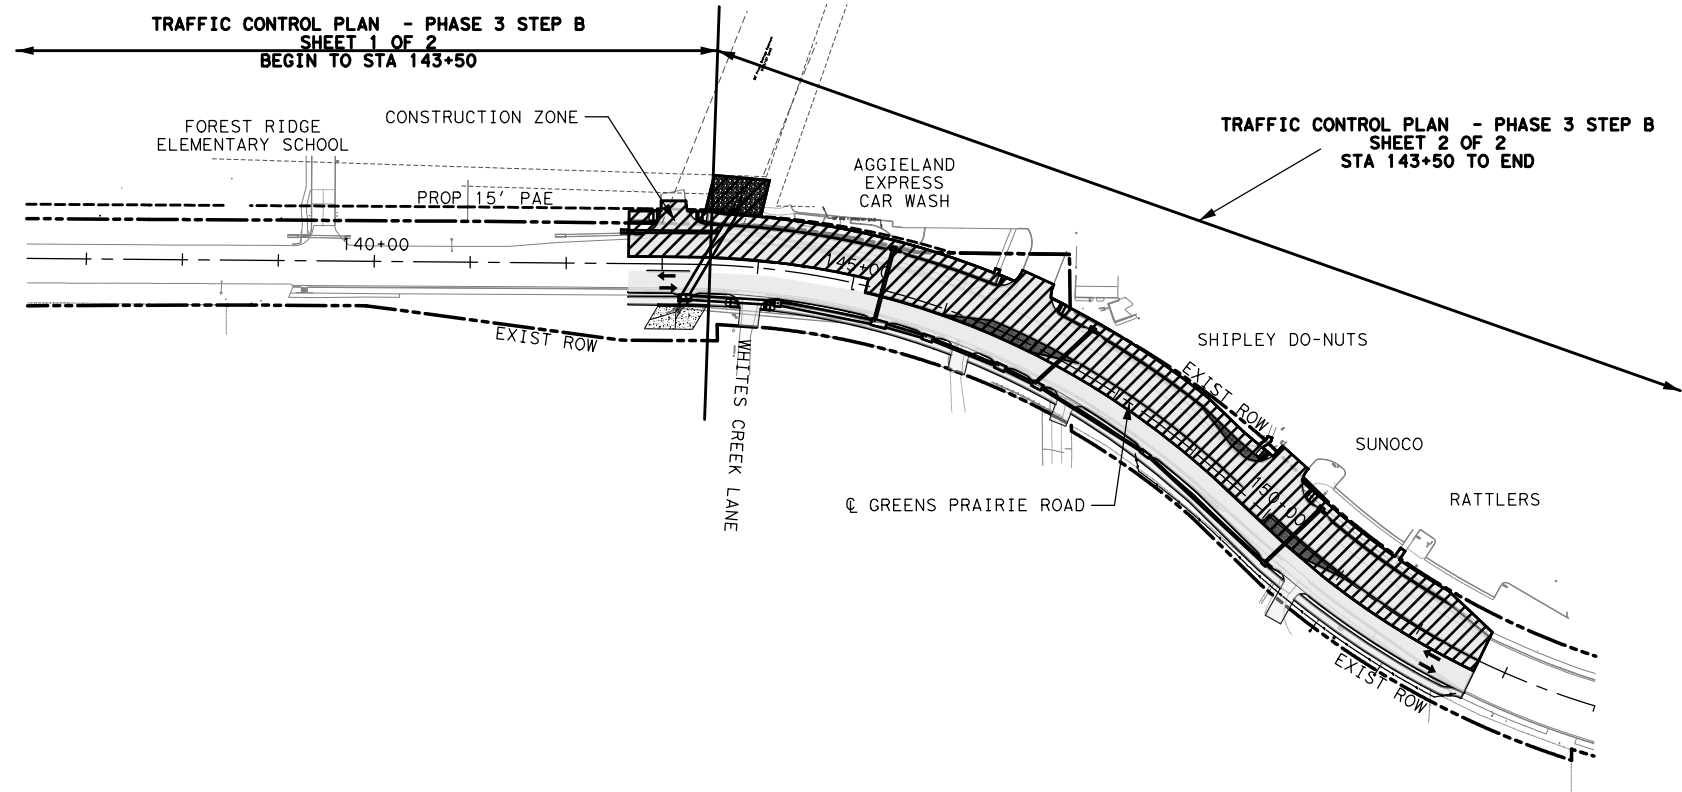 TRAFFIC CONTROL PLAN - PHASE 3 STEP B
SHEET 1 OF 2
BEGIN TO STA 143+50
CONSTRUCTION ZONE
FOREST RIDGE
ELEMENTARY SCHOOL
PROP 15' PAE
140+00
AGGIELAND
EXPRESS
CAR WASH
TRAFFIC CONTROL PLAN - PHASE 3 STEP B
SHEET 2 OF 2
STA 143+50 TO END
145+00
EXIST ROW
WHITES CREEK LANE
SHIPLEY DO-NUTS
EXIST ROW
SUNOCO
RATTLERS
150+00
℄ GREENS PRAIRIE ROAD
EXIST ROW